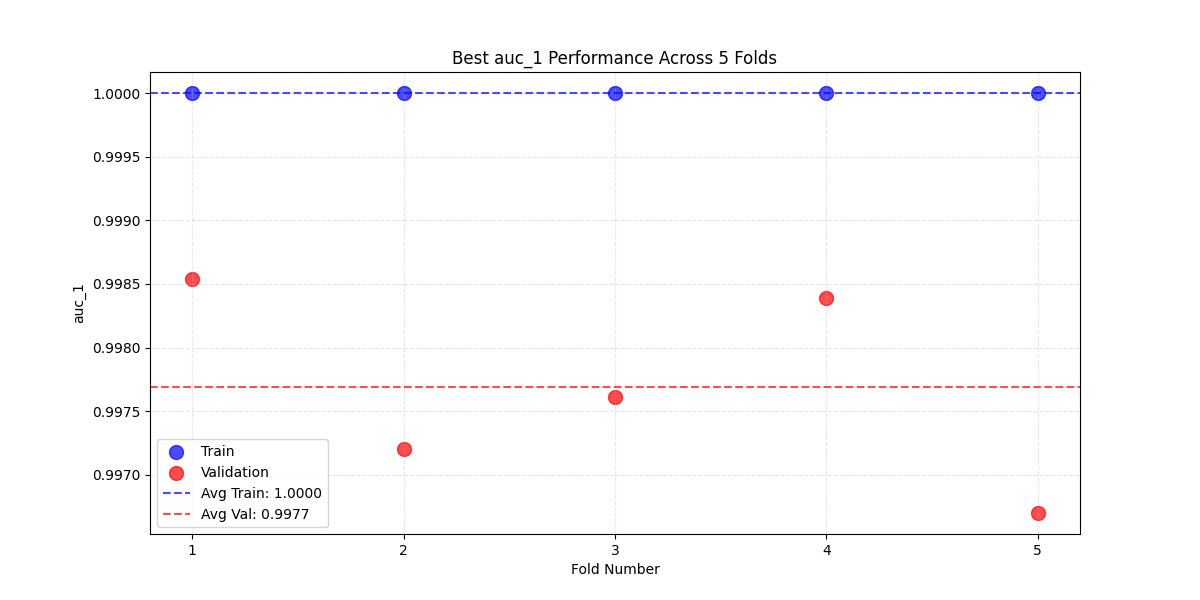 Best auc_1 Performance Across 5 Folds
1.0000
0.9995
0.9990
0.9985
0.9980
0.9975
0.9970
auc_1
Train
Validation
Avg Train: 1.0000
Avg Val: 0.9977
1 2 3 4 5
Fold Number